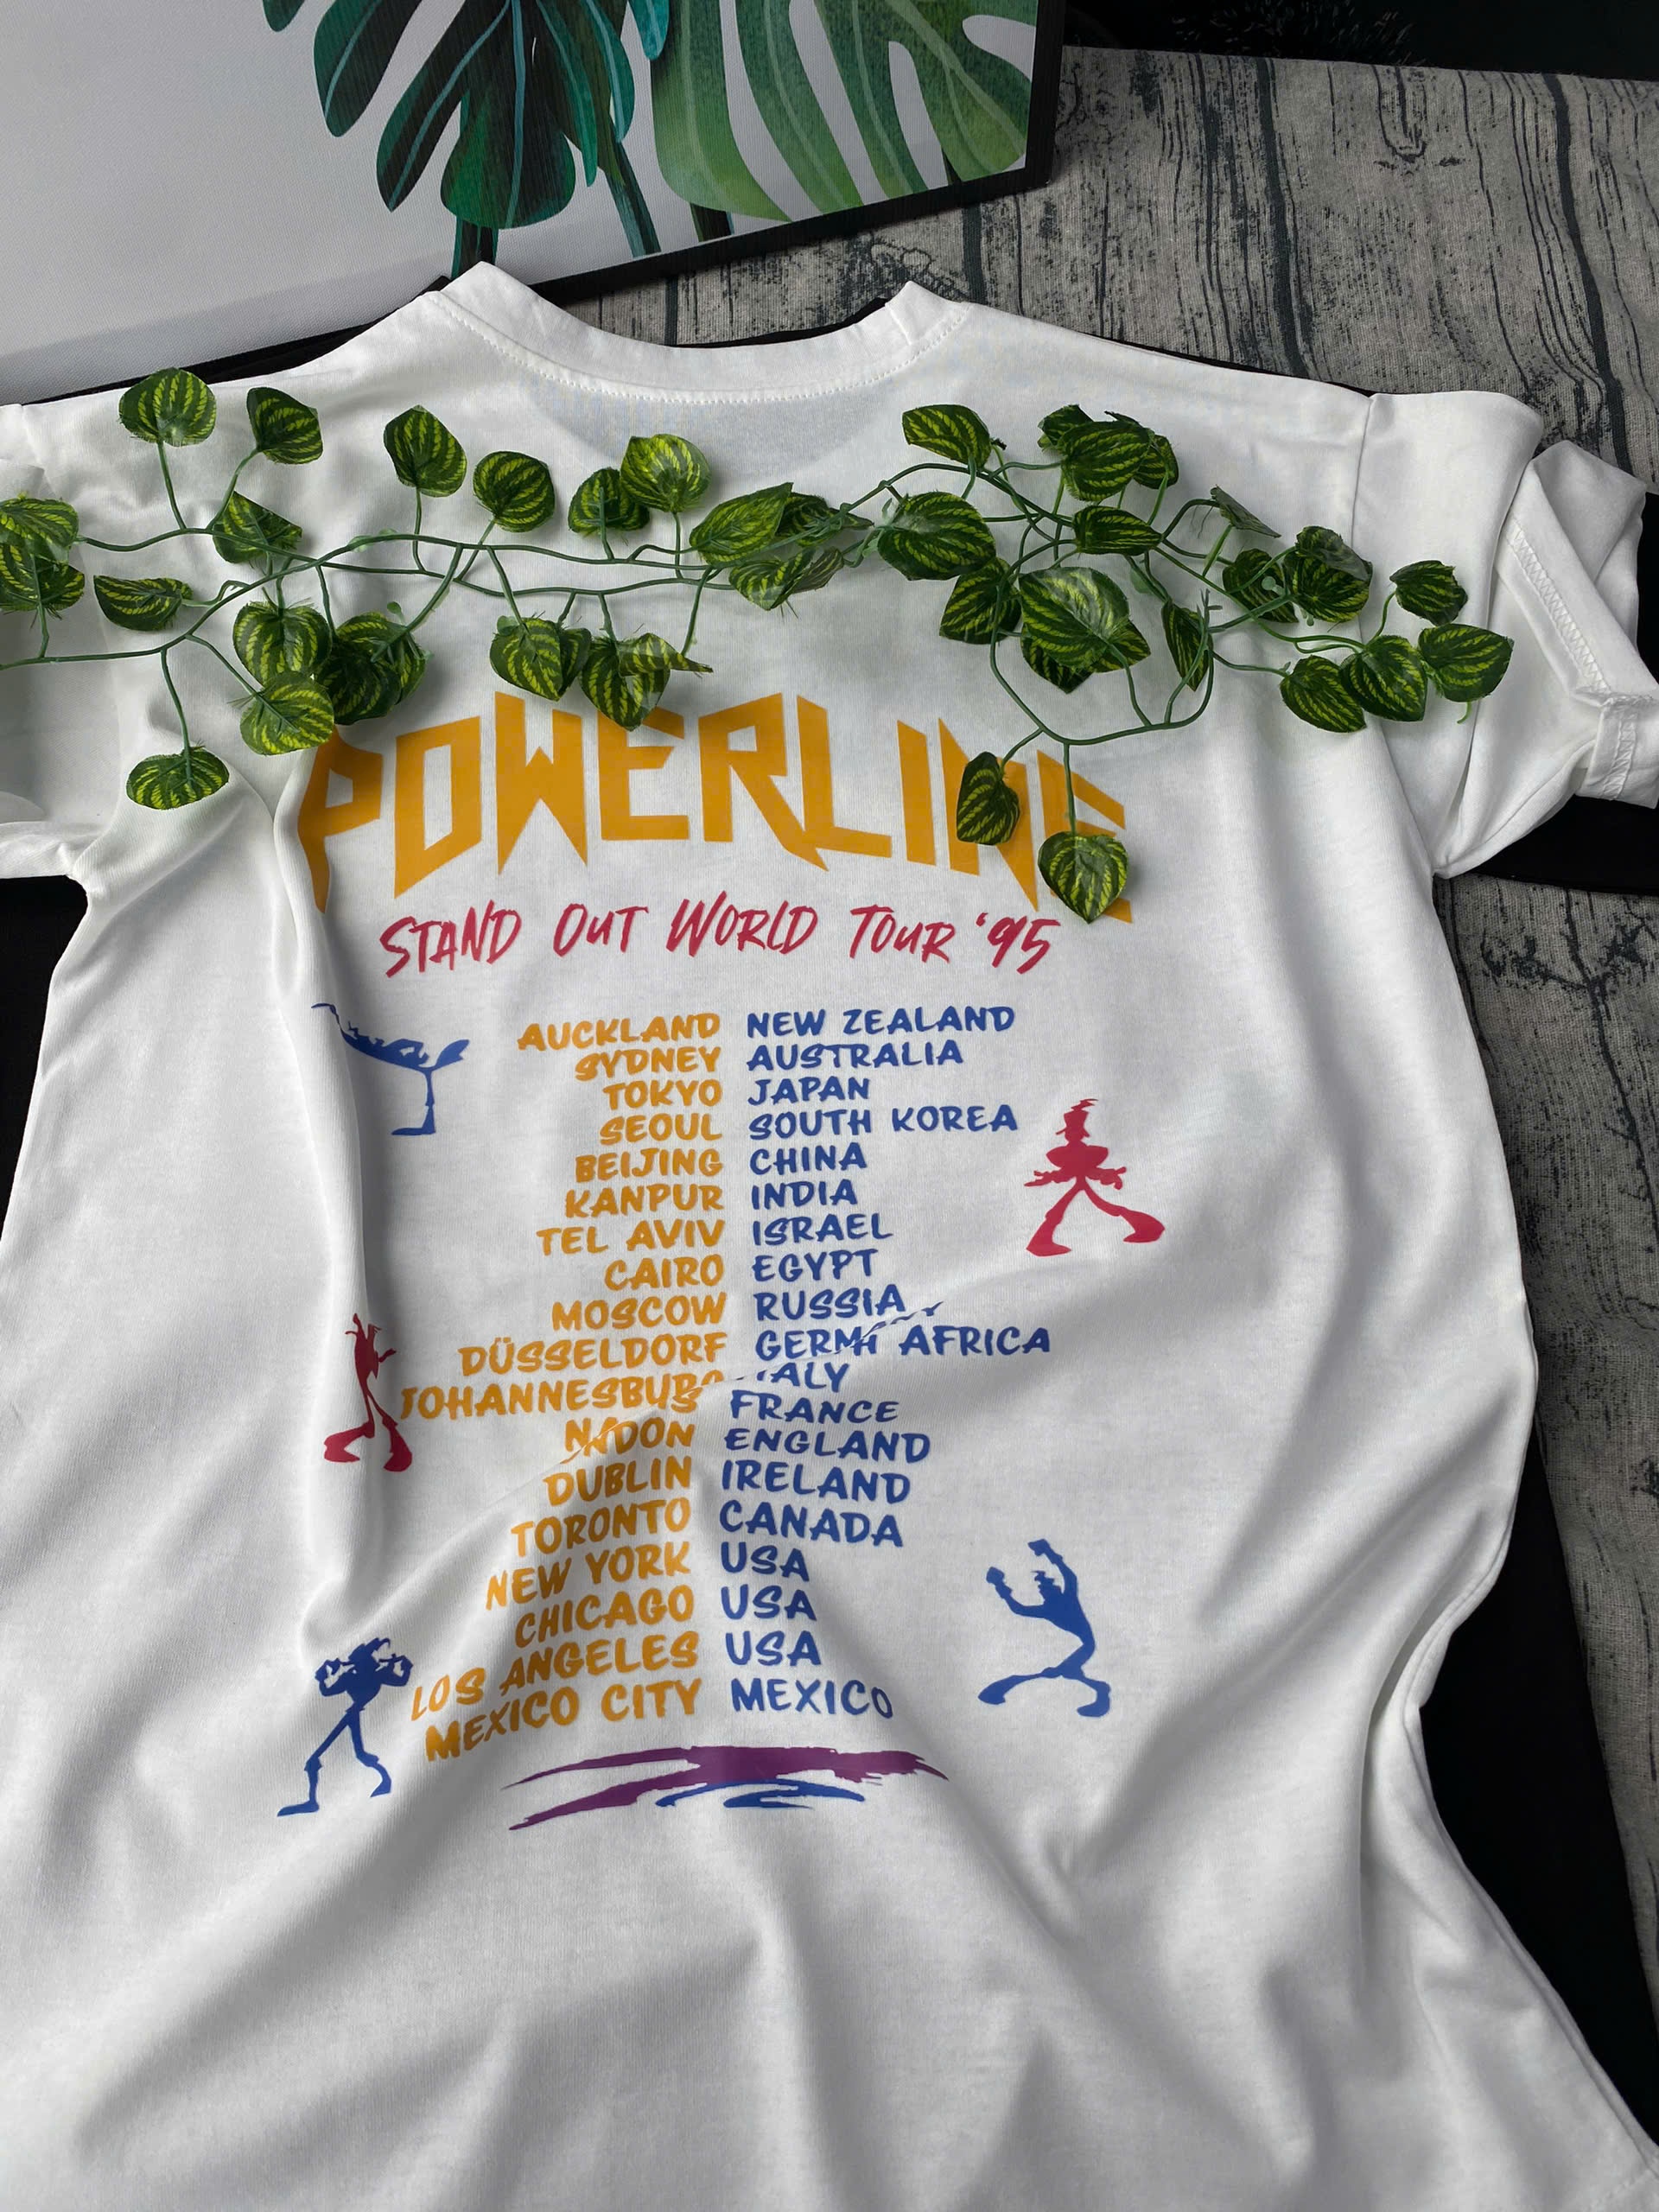 POWERLINE
STAND OUT WORLD TOUR '95
AUCKLAND NEW ZEALAND
SYDNEY AUSTRALIA
TOKYO JAPAN
SEOUL SOUTH KOREA
BEIJING CHINA
KANPUR INDIA
TEL AVIV ISRAEL
CAIRO EGYPT
MOSCOW RUSSIA
DÜSSELDORF AFRICA
JOHANNESBURG
FRANCE
ENGLAND
DUBLIN IRELAND
TORONTO CANADA
NEW YORK USA
CHICAGO USA
LOS ANGELES USA
MEXICO CITY MEXICO